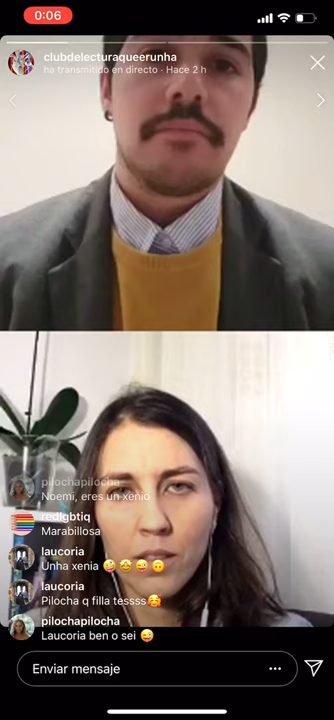 0:06
clubdelecturaqueerunha
ha transmitido en directo · Hace 2 h
pilochapilocha
Noemi, eres un xenio
redlgbtiq
Marabillosa
laucoria
Unha xenia 🤪🤩😜🙃
laucoria
Pilocha q filla tessss🥰
pilochapilocha
Laucoria ben o sei 😜
Enviar mensaje